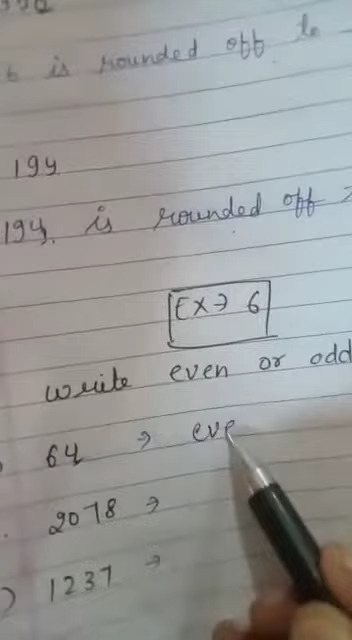 is rounded off to
194
194. is rounded off
Ex → 6
write even or odd
64 → eve
2078 →
) 1237 →